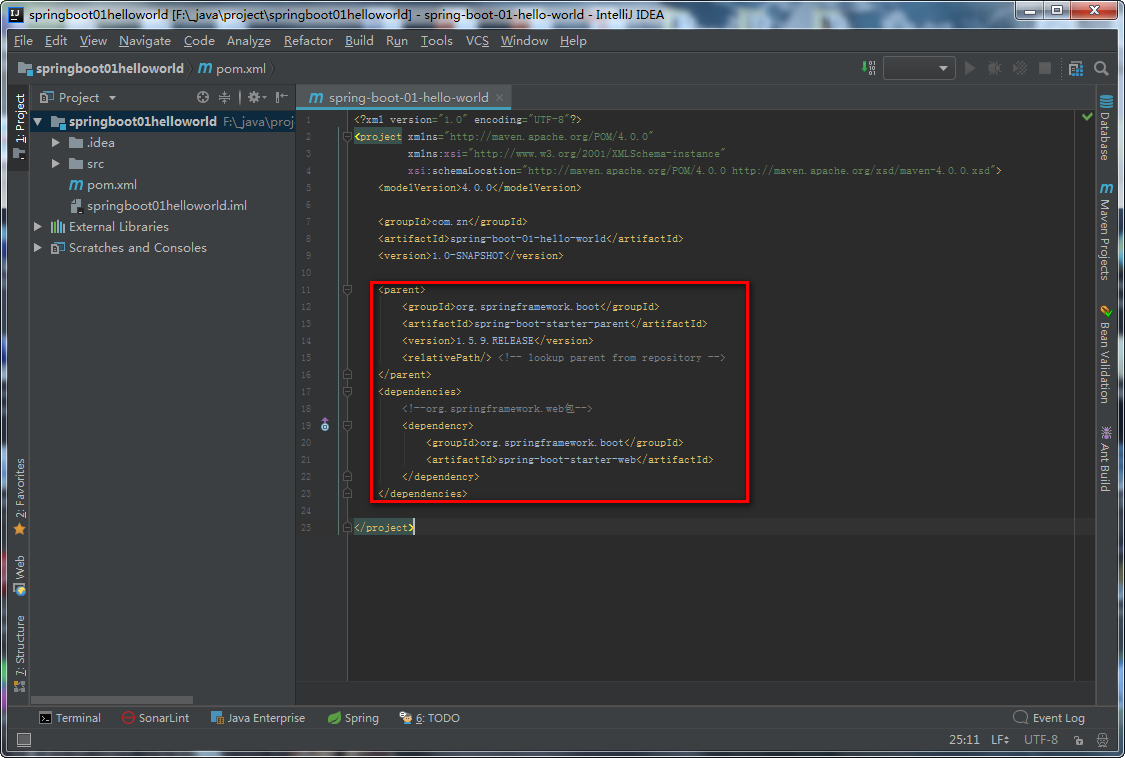 springboot01helloworld [F:\_java\project\springboot01helloworld] - spring-boot-01-hello-world - IntelliJ IDEA
File Edit View Navigate Code Analyze Refactor Build Run Tools VCS Window Help
springboot01helloworld m pom.xml
1: Project
Project
springboot01helloworld F:\_java\proj
.idea
src
m pom.xml
springboot01helloworld.iml
External Libraries
Scratches and Consoles
2: Favorites
Web
7: Structure
m spring-boot-01-hello-world
1 <?xml version="1.0" encoding="UTF-8"?>
2 <project xmlns="http://maven.apache.org/POM/4.0.0"
3 xmlns:xsi="http://www.w3.org/2001/XMLSchema-instance"
4 xsi:schemaLocation="http://maven.apache.org/POM/4.0.0 http://maven.apache.org/xsd/maven-4.0.0.xsd">
5 <modelVersion>4.0.0</modelVersion>
6
7 <groupId>com.zn</groupId>
8 <artifactId>spring-boot-01-hello-world</artifactId>
9 <version>1.0-SNAPSHOT</version>
10
11 <parent>
12 <groupId>org.springframework.boot</groupId>
13 <artifactId>spring-boot-starter-parent</artifactId>
14 <version>1.5.9.RELEASE</version>
15 <relativePath/> <!-- lookup parent from repository -->
16 </parent>
17 <dependencies>
18 <!--org.springframework.web包-->
19 <dependency>
20 <groupId>org.springframework.boot</groupId>
21 <artifactId>spring-boot-starter-web</artifactId>
22 </dependency>
23 </dependencies>
24
25 </project>
Database
m Maven Projects
Bean Validation
Ant Build
Terminal SonarLint Java Enterprise Spring 6: TODO Event Log
25:11 LF UTF-8